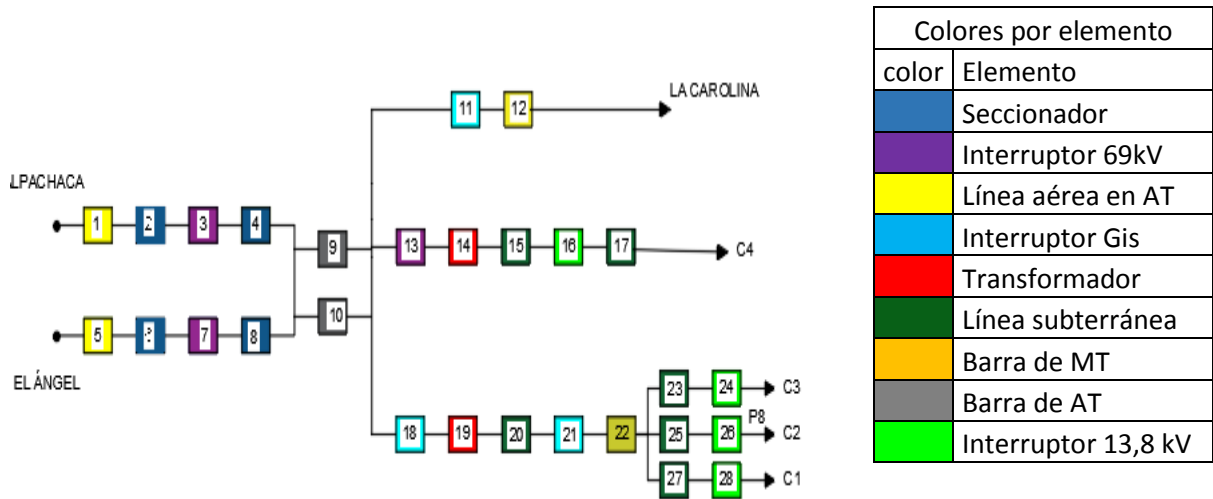 LA CAROLINA
11 12
.LPACHACA
1 2 3 4
9
13 14 15 16 17
C4
10
5 7 8
EL ÁNGEL
23 24 C3
P8
18 19 20 21 22 25 26 C2
27 28 C1
Colores por elemento
color Elemento
Seccionador
Interruptor 69kV
Línea aérea en AT
Interruptor Gis
Transformador
Línea subterránea
Barra de MT
Barra de AT
Interruptor 13,8 kV